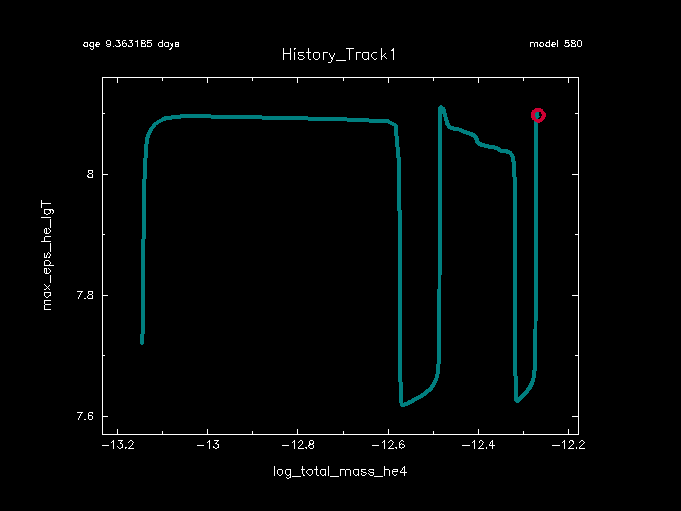 age 9.363185 days
model 580
History_Track1
max_eps_he_lgT
8
7.8
7.6
-13.2 -13 -12.8 -12.6 -12.4 -12.2
log_total_mass_he4